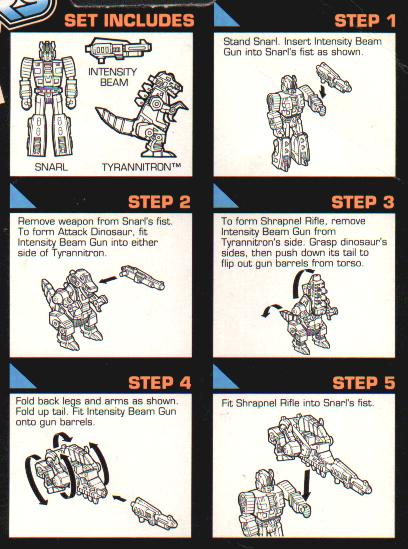 SET INCLUDES
INTENSITY
BEAM
SNARL
TYRANNITRON™
STEP 1
Stand Snarl. Insert Intensity Beam
Gun into Snarl's fist as shown.
STEP 2
Remove weapon from Snarl's fist.
To form Attack Dinosaur, fit
Intensity Beam Gun into either
side of Tyrannitron.
STEP 3
To form Shrapnel Rifle, remove
Intensity Beam Gun from
Tyrannitron's side. Grasp dinosaur's
sides, then push down its tail to
flip out gun barrels from torso.
STEP 4
Fold back legs and arms as shown.
Fold up tail. Fit Intensity Beam Gun
onto gun barrels.
STEP 5
Fit Shrapnel Rifle into Snarl's fist.